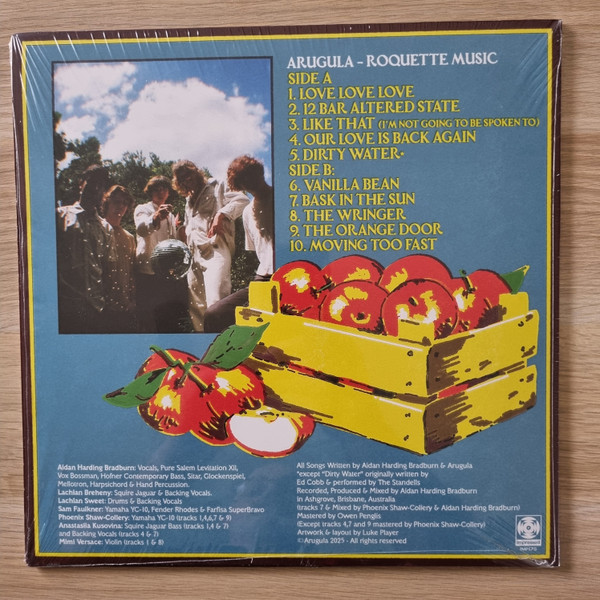 ARUGULA - ROQUETTE MUSIC
SIDE A
1. LOVE LOVE LOVE
2. 12 BAR ALTERED STATE
3. LIKE THAT (I'M NOT GOING TO BE SPOKEN TO)
4. OUR LOVE IS BACK AGAIN
5. DIRTY WATER*
SIDE B:
6. VANILLA BEAN
7. BASK IN THE SUN
8. THE WRINGER
9. THE ORANGE DOOR
10. MOVING TOO FAST
Aidan Harding Bradburn: Vocals, Pure Salem Levitation XII,
Vox Bossman, Hofner Contemporary Bass, Sitar, Glockenspiel,
Mellotron, Harpsichord & Hand Percussion.
Lachlan Breheny: Squire Jaguar & Backing Vocals.
Lachlan Sweet: Drums & Backing Vocals
Sam Faulkner: Yamaha YC-10, Fender Rhodes & Farfisa SuperBravo
Phoenix Shaw-Collery: Yamaha YC-10 (tracks 1,4,6,7 & 9)
Anastasiia Kusovina: Squire Jaguar Bass (tracks 1,4 & 7)
and Backing Vocals (tracks 4 & 7)
Mimi Versace: Violin (tracks 1 & 8)
All Songs Written by Aidan Harding Bradburn & Arugula
*except "Dirty Water" originally written by
Ed Cobb & performed by The Standells
Recorded, Produced & Mixed by Aidan Harding Bradburn
in Ashgrove, Brisbane, Australia
(tracks 7 & Mixed by Phoenix Shaw-Collery & Aidan Harding Bradburn)
Mastered by Owen Penglis
(Except tracks 4,7 and 9 mastered by Phoenix Shaw-Collery)
Artwork & layout by Luke Player
©Arugula 2025 - All rights reserved